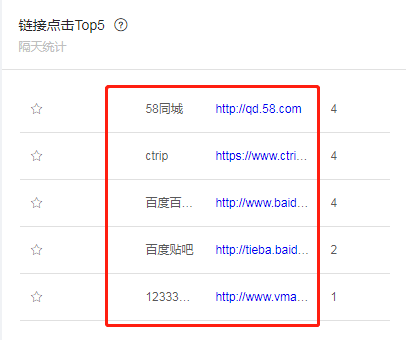 链接点击Top5 ?
隔天统计
58同城 http://qd.58.com 4
ctrip https://www.ctri... 4
百度百... http://www.baid... 4
百度贴吧 http://tieba.baid... 2
12333... http://www.vma... 1